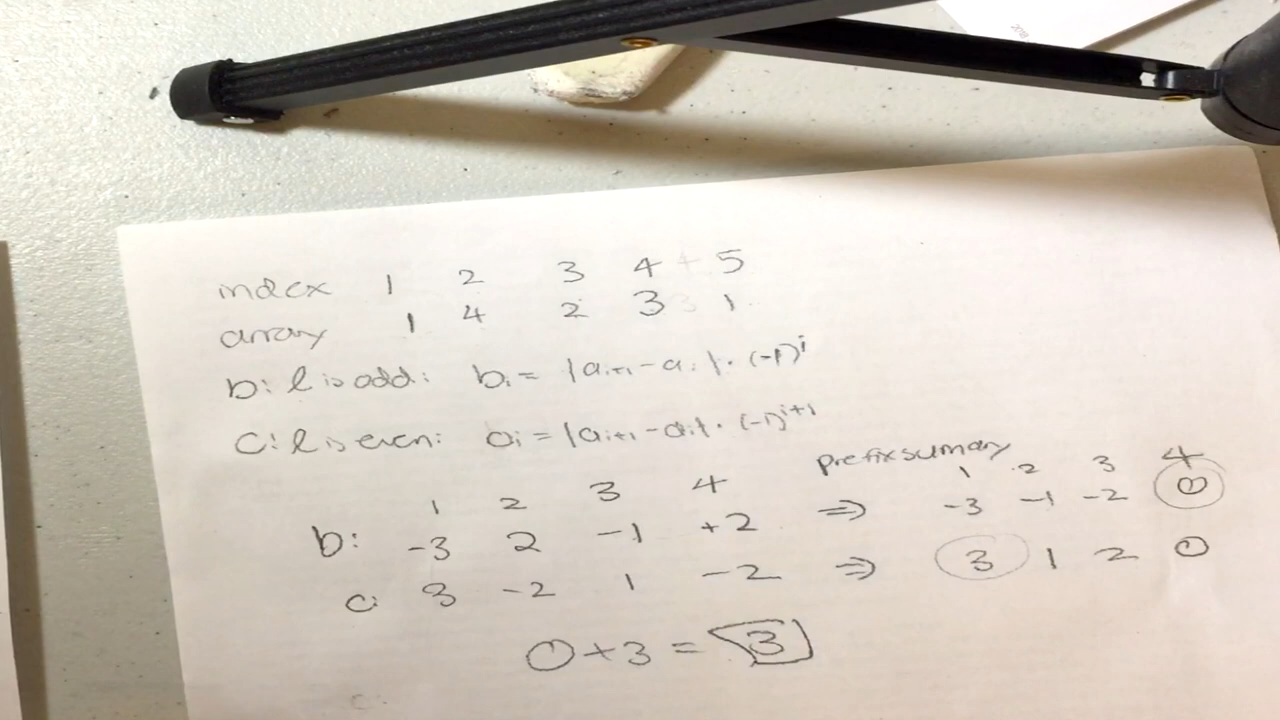 index 1 2 3 4 5
array 1 4 2 3 1
b: l is odd: bi = |ai+1 - ai| · (-1)^i
c: l is even: ci = |ai+1 - ai| · (-1)^i+1
prefix sumary
1 2 3 4 1 2 3 4
b: -3 2 -1 +2 ⇒ -3 -1 -2 0
c: 3 -2 1 -2 ⇒ 3 1 2 0
0+3 = 3
c: